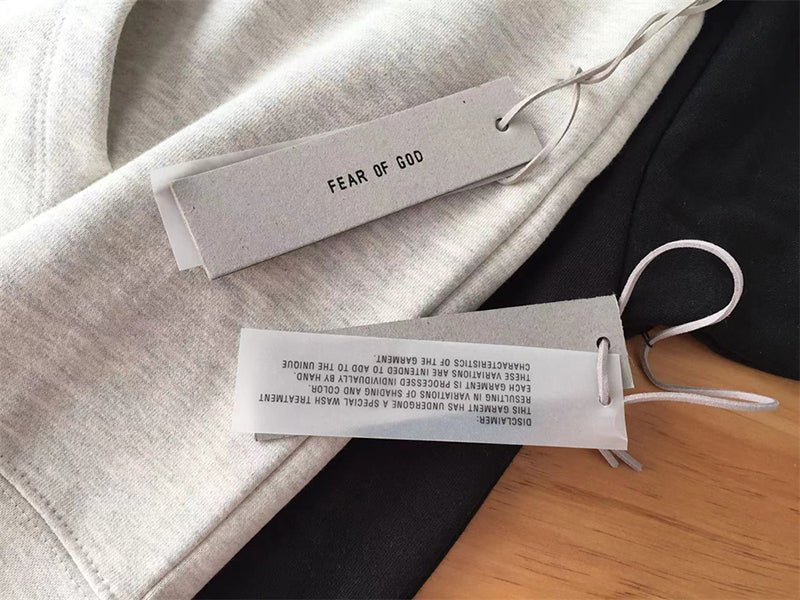 FEAR OF GOD
DISCLAIMER:
THIS GARMENT HAS UNDERGONE A SPECIAL WASH TREATMENT
RESULTING IN VARIATIONS OF SHADING AND COLOR.
EACH GARMENT IS PROCESSED INDIVIDUALLY BY HAND.
THESE VARIATIONS ARE INTENDED TO ADD TO THE UNIQUE
CHARACTERISTICS OF THE GARMENT.